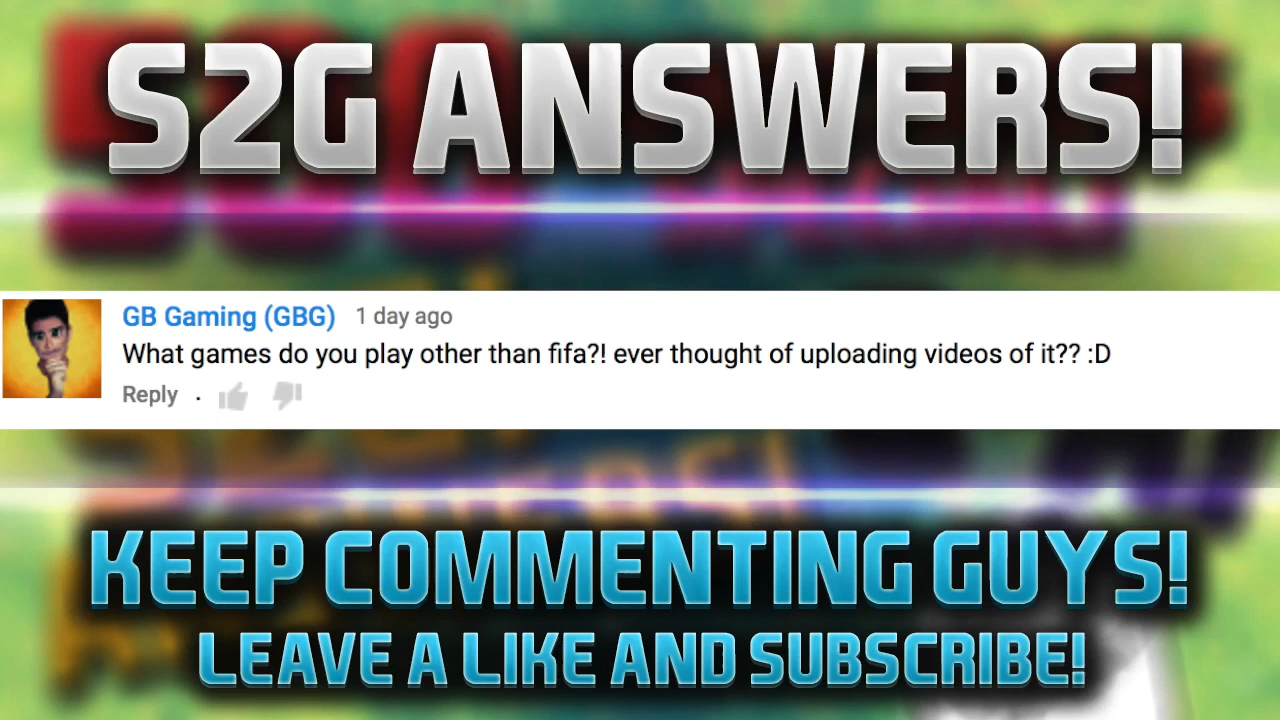 S2G ANSWERS!
GB Gaming (GBG) 1 day ago
What games do you play other than fifa?! ever thought of uploading videos of it?? :D
Reply .
KEEP COMMENTING GUYS!
LEAVE A LIKE AND SUBSCRIBE!